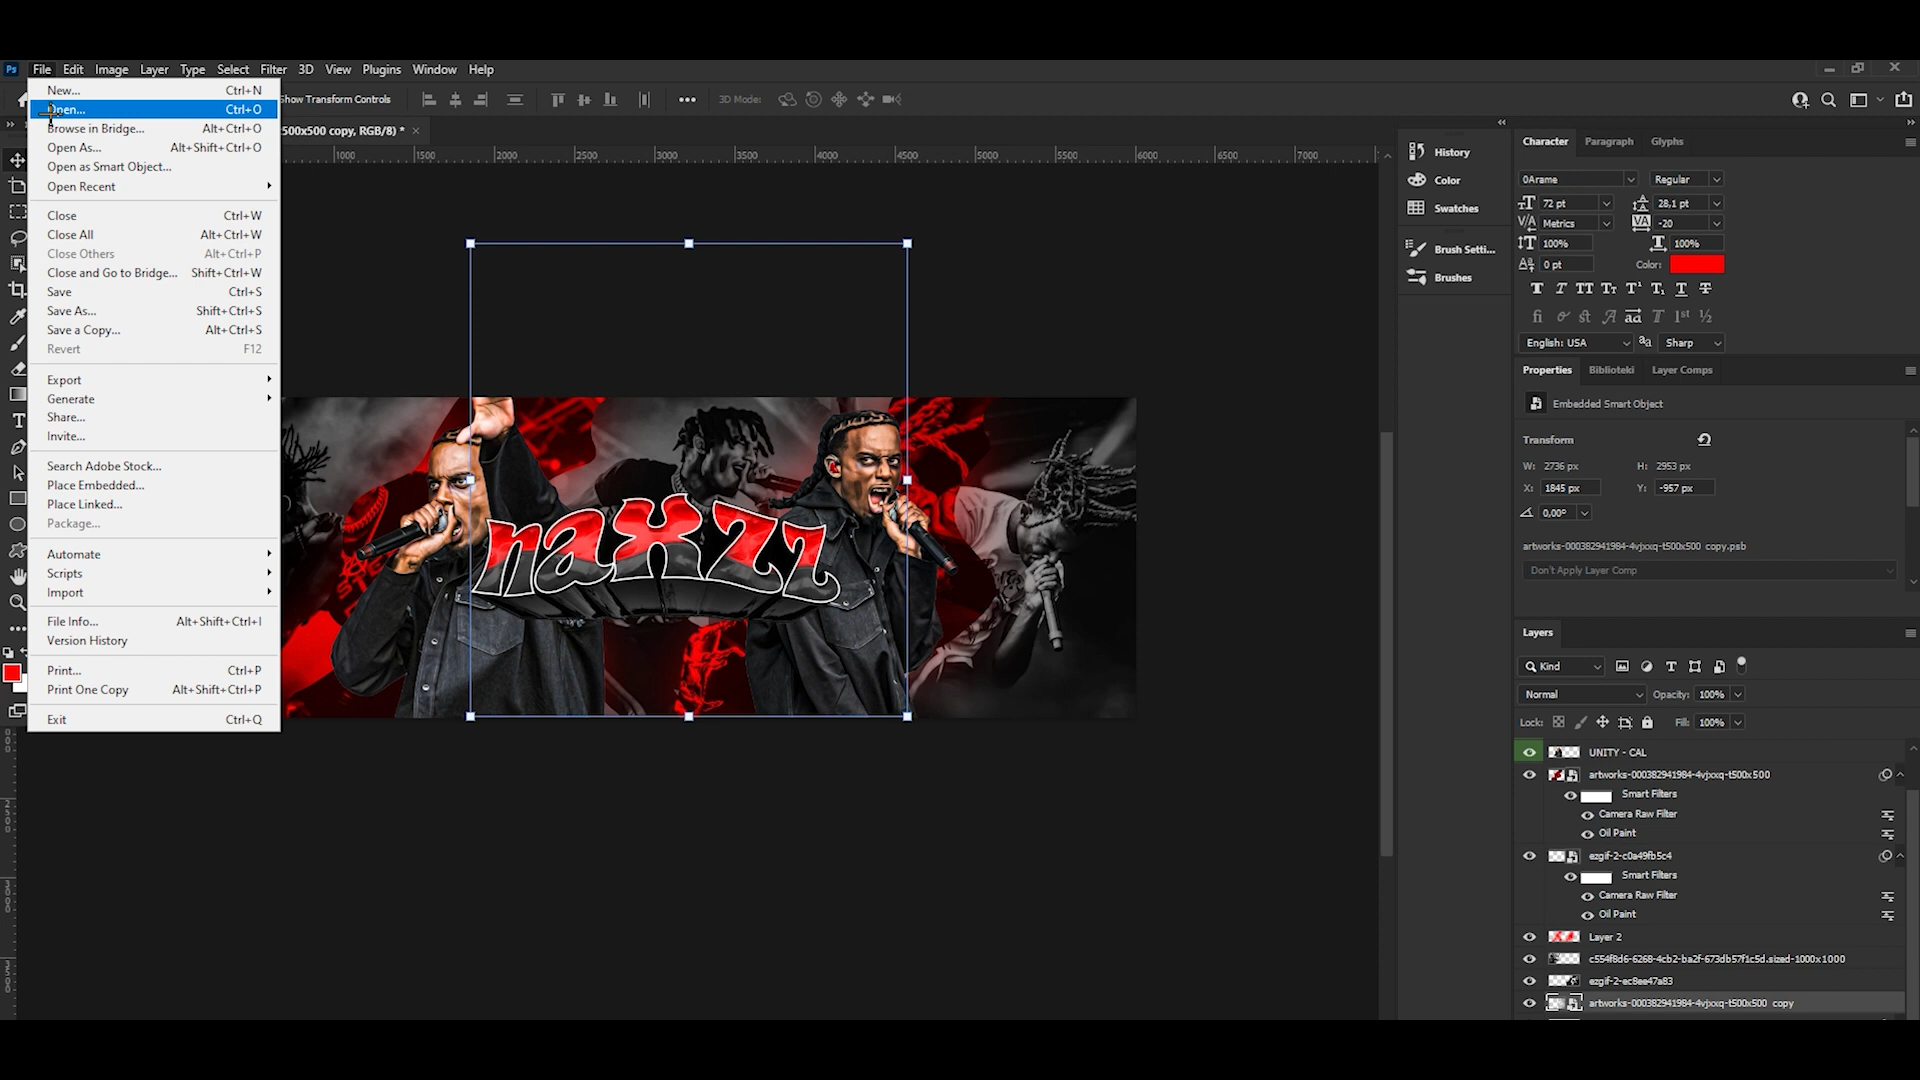 Ps File Edit Image Layer Type Select Filter 3D View Plugins Window Help
New... Ctrl+N
Open... Ctrl+O
Browse in Bridge... Alt+Ctrl+O
Open As... Alt+Shift+Ctrl+O
Open as Smart Object...
Open Recent
Close Ctrl+W
Close All Alt+Ctrl+W
Close Others Alt+Ctrl+P
Close and Go to Bridge... Shift+Ctrl+W
Save Ctrl+S
Save As... Shift+Ctrl+S
Save a Copy... Alt+Ctrl+S
Revert F12
Export
Generate
Share...
Invite...
Search Adobe Stock...
Place Embedded...
Place Linked...
Package...
Automate
Scripts
Import
File Info... Alt+Shift+Ctrl+I
Version History
Print... Ctrl+P
Print One Copy Alt+Shift+Ctrl+P
Exit Ctrl+Q
Show Transform Controls
3D Mode:
500x500 copy, RGB/8) *
1000 1500 2000 2500 3000 3500 4000 4500 5000 5500 6000 6500 7000
naXzz
History
Color
Swatches
Brush Setti...
Brushes
Character Paragraph Glyphs
0Arame Regular
72 pt 28,1 pt
Metrics -20
100% 100%
0 pt Color:
English: USA aa Sharp
Properties Biblioteki Layer Comps
Embedded Smart Object
Transform
W: 2736 px H: 2953 px
X: 1845 px Y: -957 px
0,00°
artworks-000382941984-4vjxxq-t500x500 copy.psb
Don't Apply Layer Comp
Layers
Kind
Normal Opacity: 100%
Lock: Fill: 100%
UNITY - CAL
artworks-000382941984-4vjxxq-t500x500
Smart Filters
Camera Raw Filter
Oil Paint
ezgif-2-c0a49fb5c4
Smart Filters
Camera Raw Filter
Oil Paint
Layer 2
c554f8d6-6268-4cb2-ba2f-673db57f1c5d.sized-1000x1000
ezgif-2-ec8ee47a83
artworks-000382941984-4vjxxq-t500x500 copy